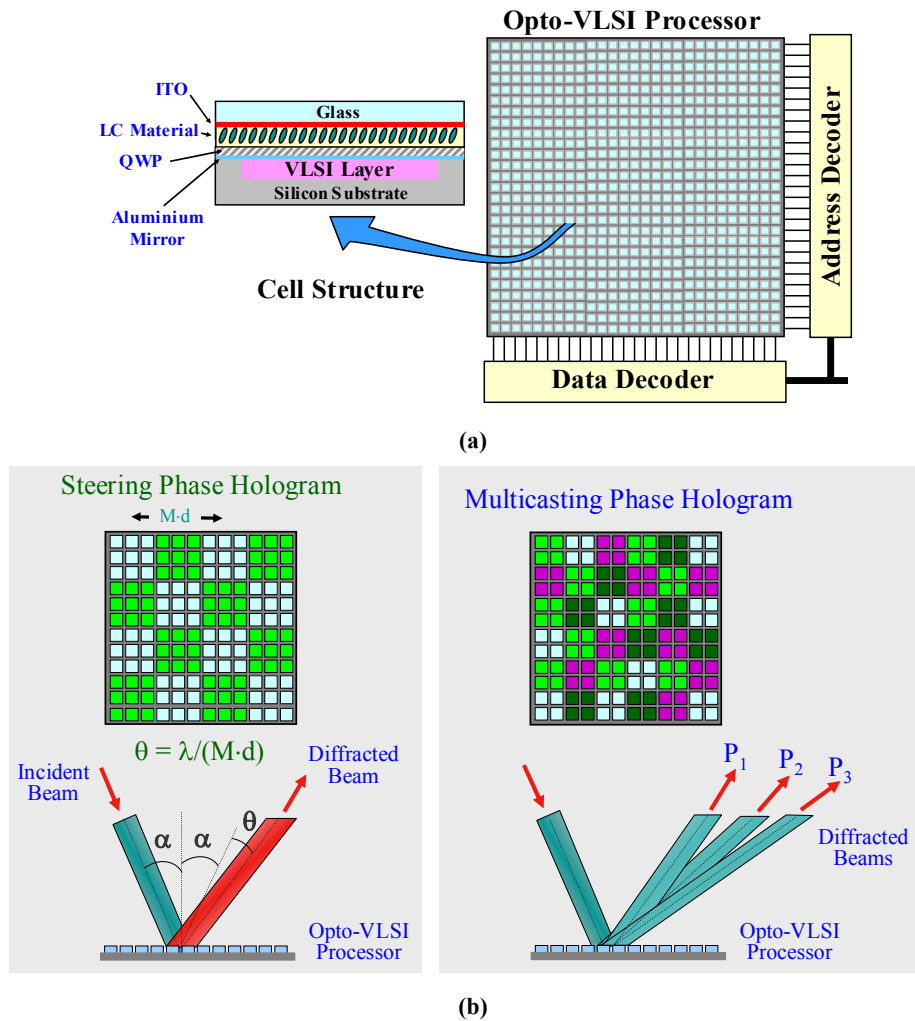 Opto-VLSI Processor
ITO
LC Material
QWP
Aluminium
Mirror
Glass
VLSI Layer
Silicon Substrate
Cell Structure
Address Decoder
Data Decoder
(a)
Steering Phase Hologram
M·d
θ = λ/(M·d)
Incident
Beam
Diffracted
Beam
α
α
θ
Opto-VLSI
Processor
Multicasting Phase Hologram
P1
P2
P3
Diffracted
Beams
Opto-VLSI
Processor
(b)